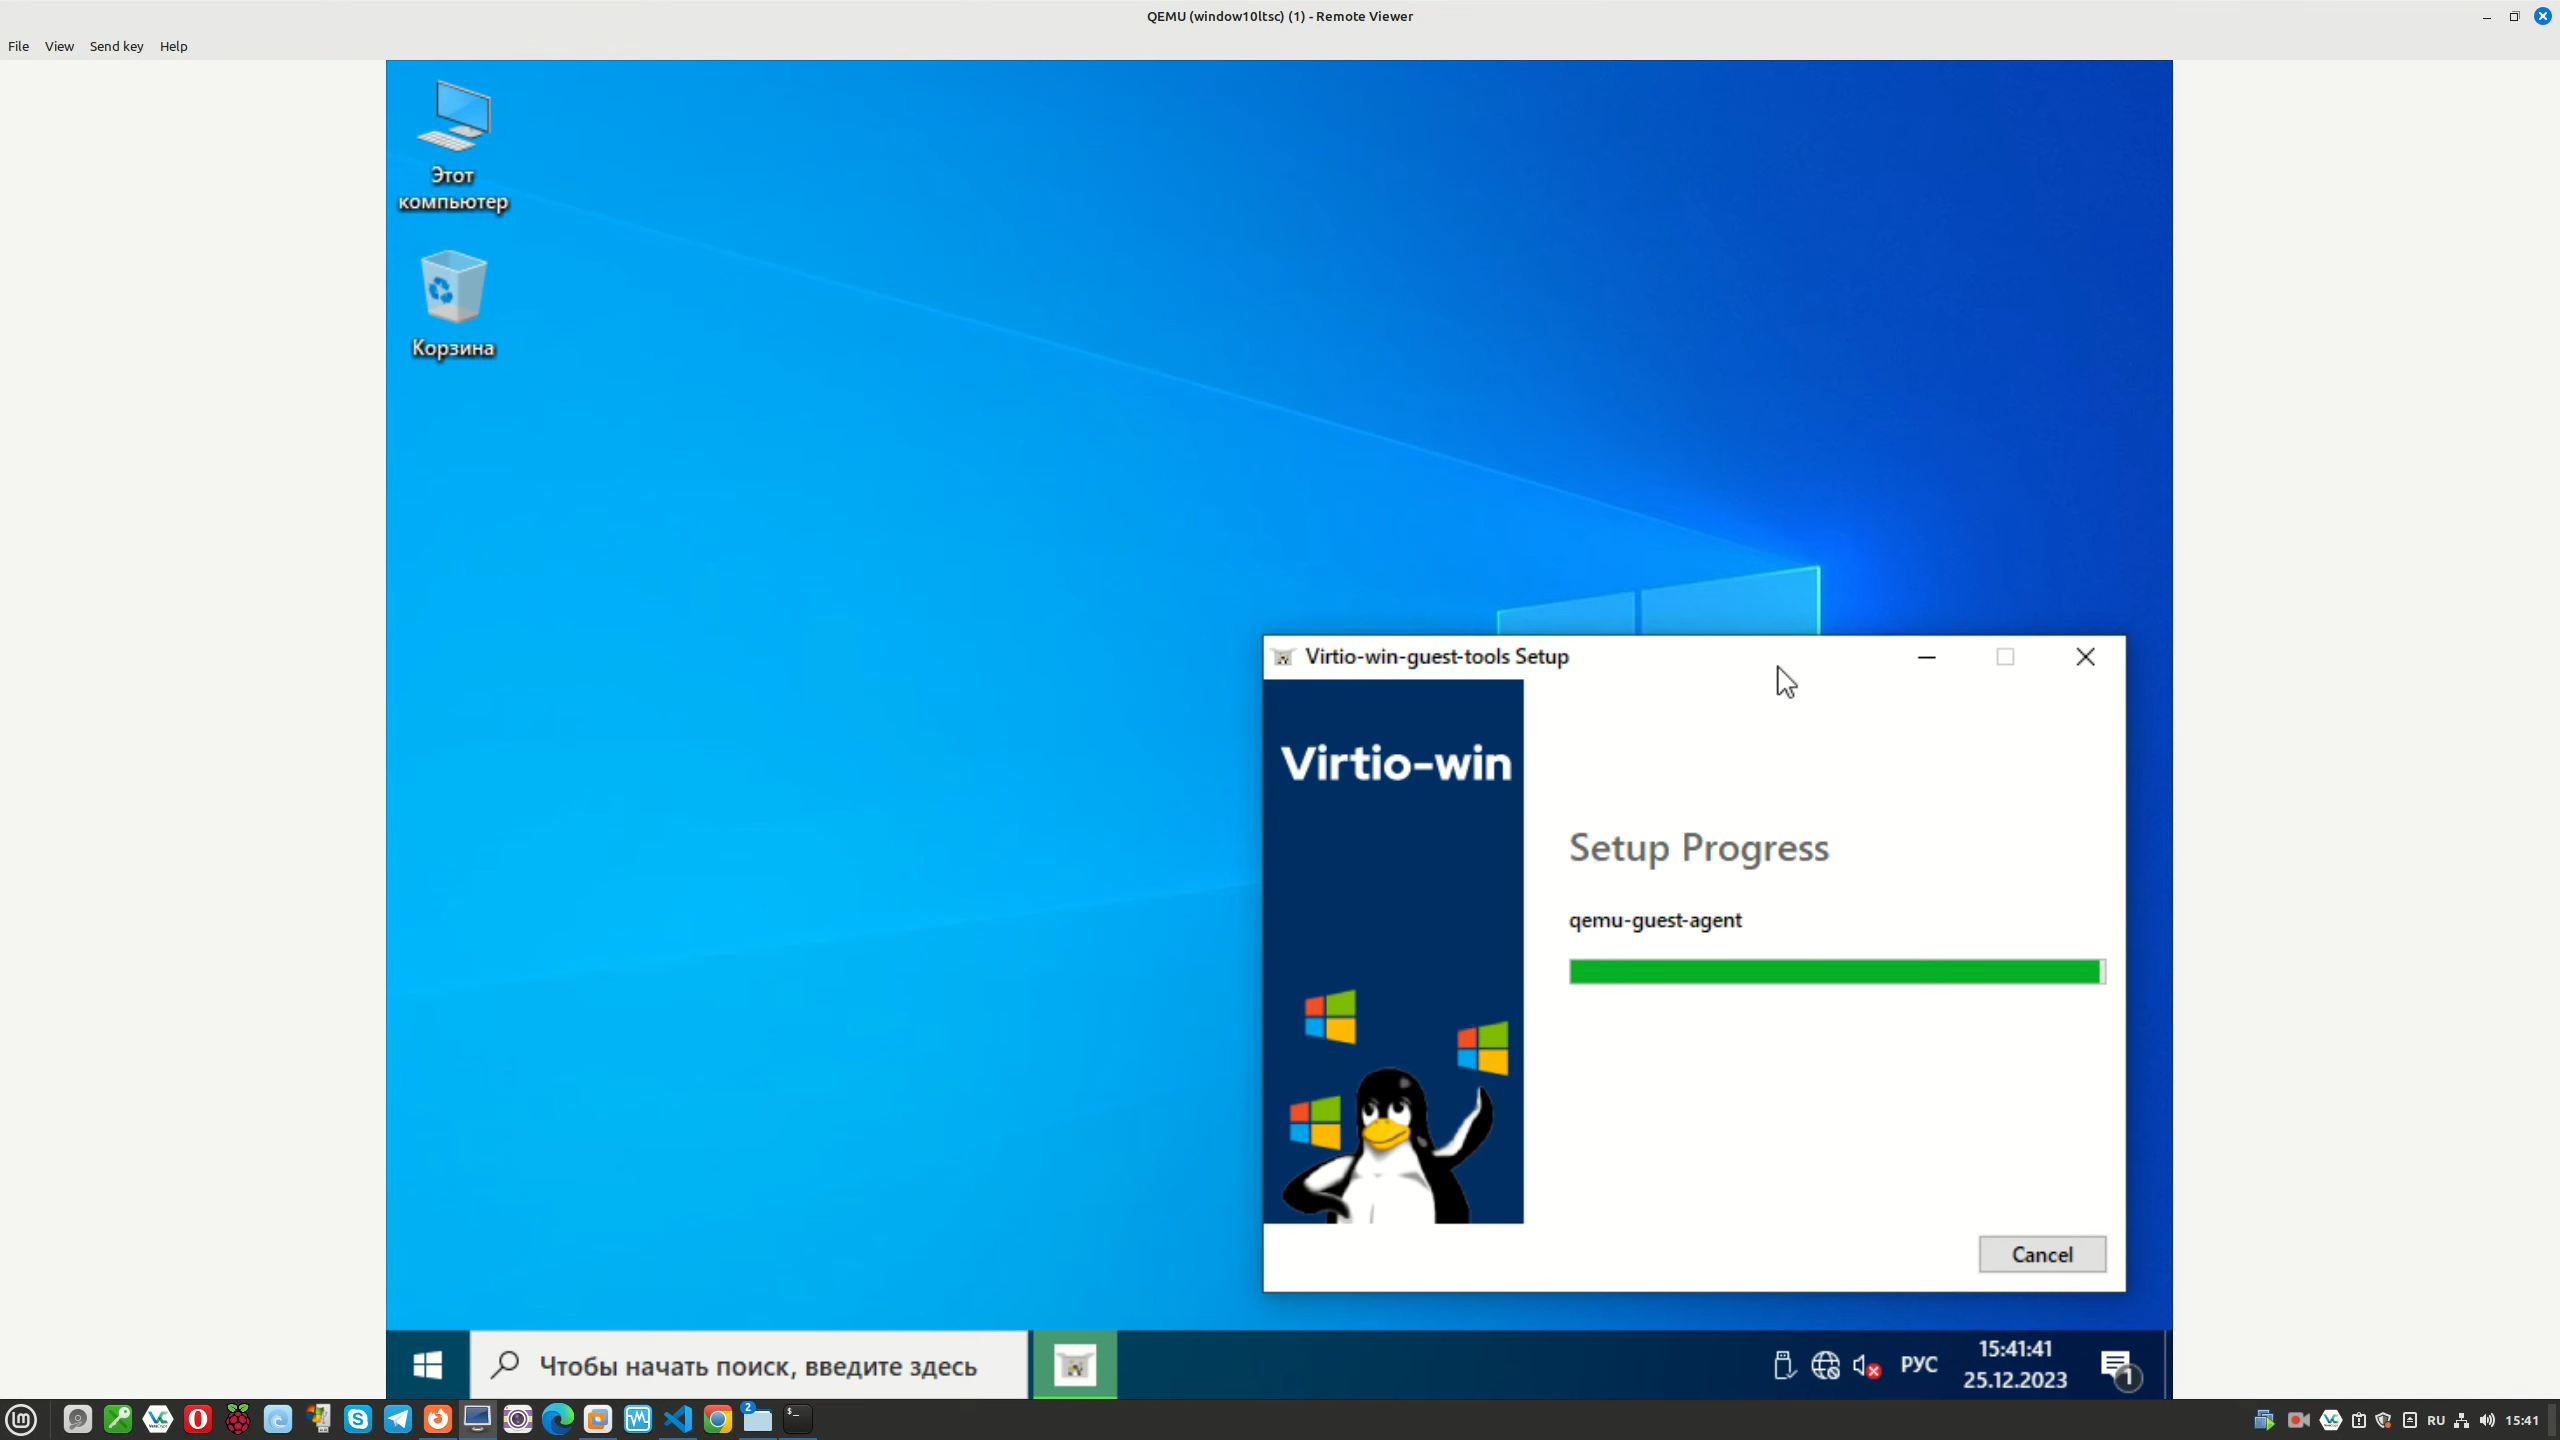 QEMU (window10ltsc) (1) - Remote Viewer
File View Send key Help
Этот
компьютер
Корзина
Virtio-win-guest-tools Setup
Virtio-win
Setup Progress
qemu-guest-agent
Cancel
Чтобы начать поиск, введите здесь
РУС
15:41:41
25.12.2023
1
2
RU
15:41